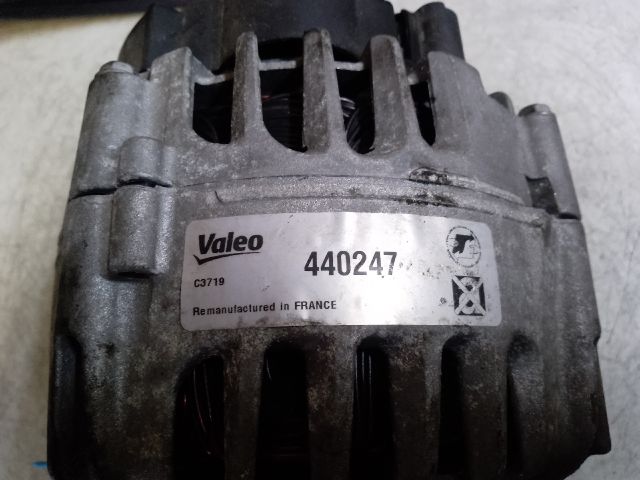 Valeo
440247
C3719
Remanufactured in FRANCE